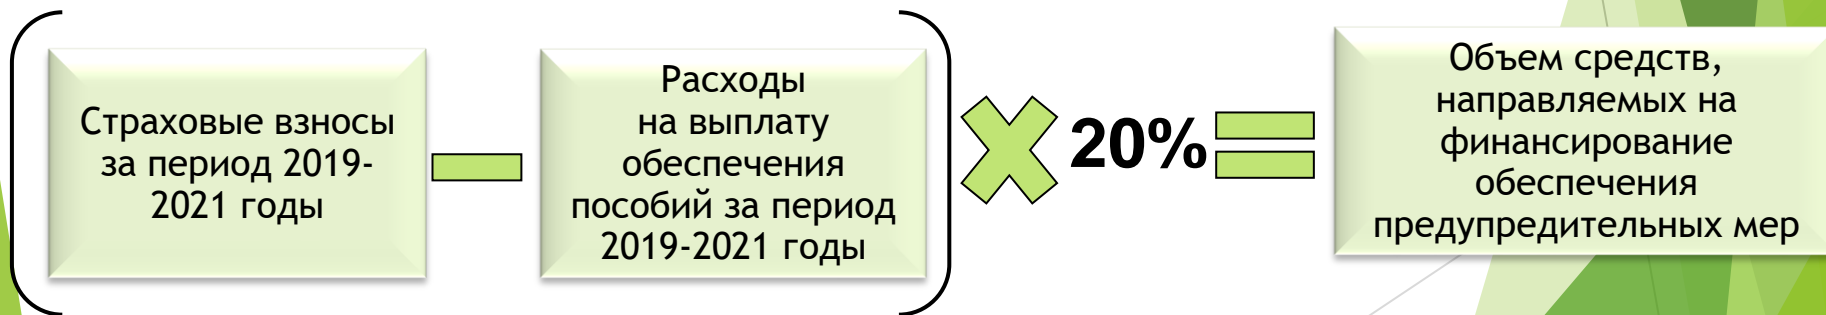 Страховые взносы
за период 2019-
2021 годы
Расходы
на выплату
обеспечения
пособий за период
2019-2021 годы
20%
Объем средств,
направляемых на
финансирование
обеспечения
предупредительных мер